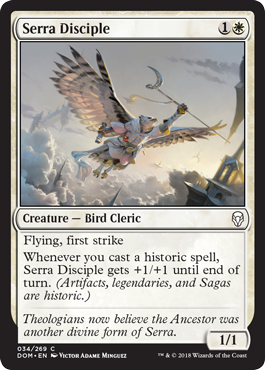 Serra Disciple 1
Creature — Bird Cleric
Flying, first strike
Whenever you cast a historic spell,
Serra Disciple gets +1/+1 until end of
turn. (Artifacts, legendaries, and Sagas
are historic.)
Theologians now believe the Ancestor was
another divine form of Serra.
1/1
034/269 C
DOM • EN VICTOR ADAME MINGUEZ
™ & © 2018 Wizards of the Coast